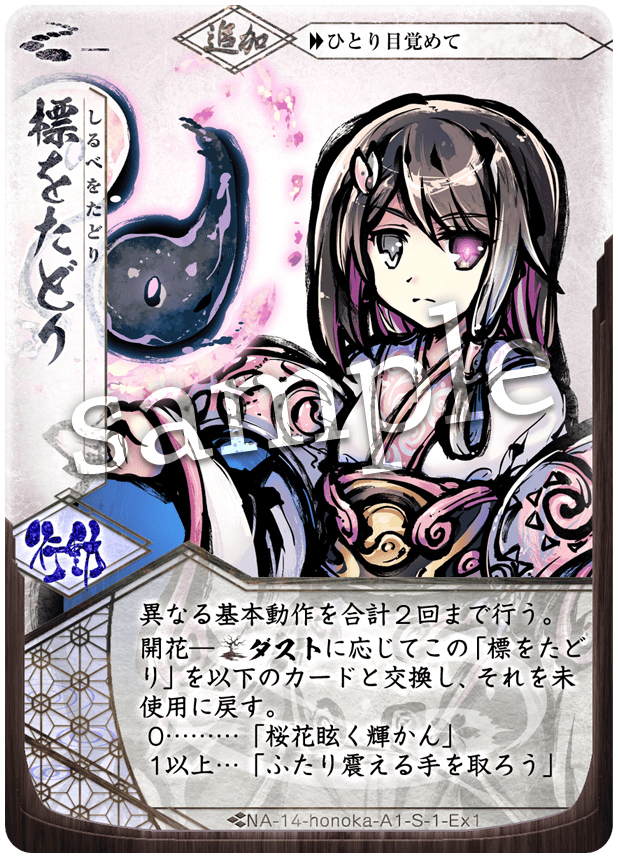 追加
ひとり目覚めて
標をたどり
しるべをたどり
sample
行動
異なる基本動作を合計2回まで行う。
開花─ダストに応じてこの「標をたど
り」を以下のカードと交換し、それを未
使用に戻す。
0………「桜花眩く輝かん」
1以上…「ふたり震える手を取ろう」
NA-14-honoka-A1-S-1-Ex1